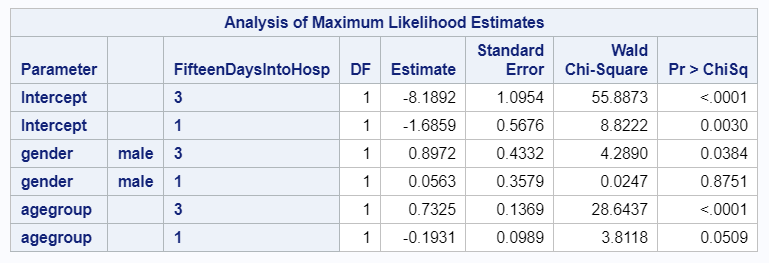 Analysis of Maximum Likelihood Estimates
Parameter FifteenDaysIntoHosp DF Estimate Standard Error Wald Chi-Square Pr > ChiSq
Intercept 3 1 -8.1892 1.0954 55.8873 <.0001
Intercept 1 1 -1.6859 0.5676 8.8222 0.0030
gender male 3 1 0.8972 0.4332 4.2890 0.0384
gender male 1 1 0.0563 0.3579 0.0247 0.8751
agegroup 3 1 0.7325 0.1369 28.6437 <.0001
agegroup 1 1 -0.1931 0.0989 3.8118 0.0509